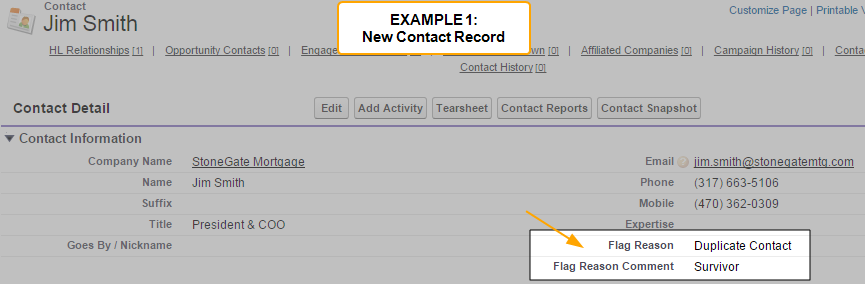 Contact
Jim Smith
EXAMPLE 1:
New Contact Record
Customize Page | Printable V
HL Relationships [1] | Opportunity Contacts [0] | Engage own [0] | Affiliated Companies [0] | Campaign History [0] | Conta
Contact History [0]
Contact Detail Edit Add Activity Tearsheet Contact Reports Contact Snapshot
Contact Information
Company Name StoneGate Mortgage Email jim.smith@stonegatemtg.com
Name Jim Smith Phone (317) 663-5106
Suffix Mobile (470) 362-0309
Title President & COO Expertise
Goes By / Nickname Flag Reason Duplicate Contact
Flag Reason Comment Survivor